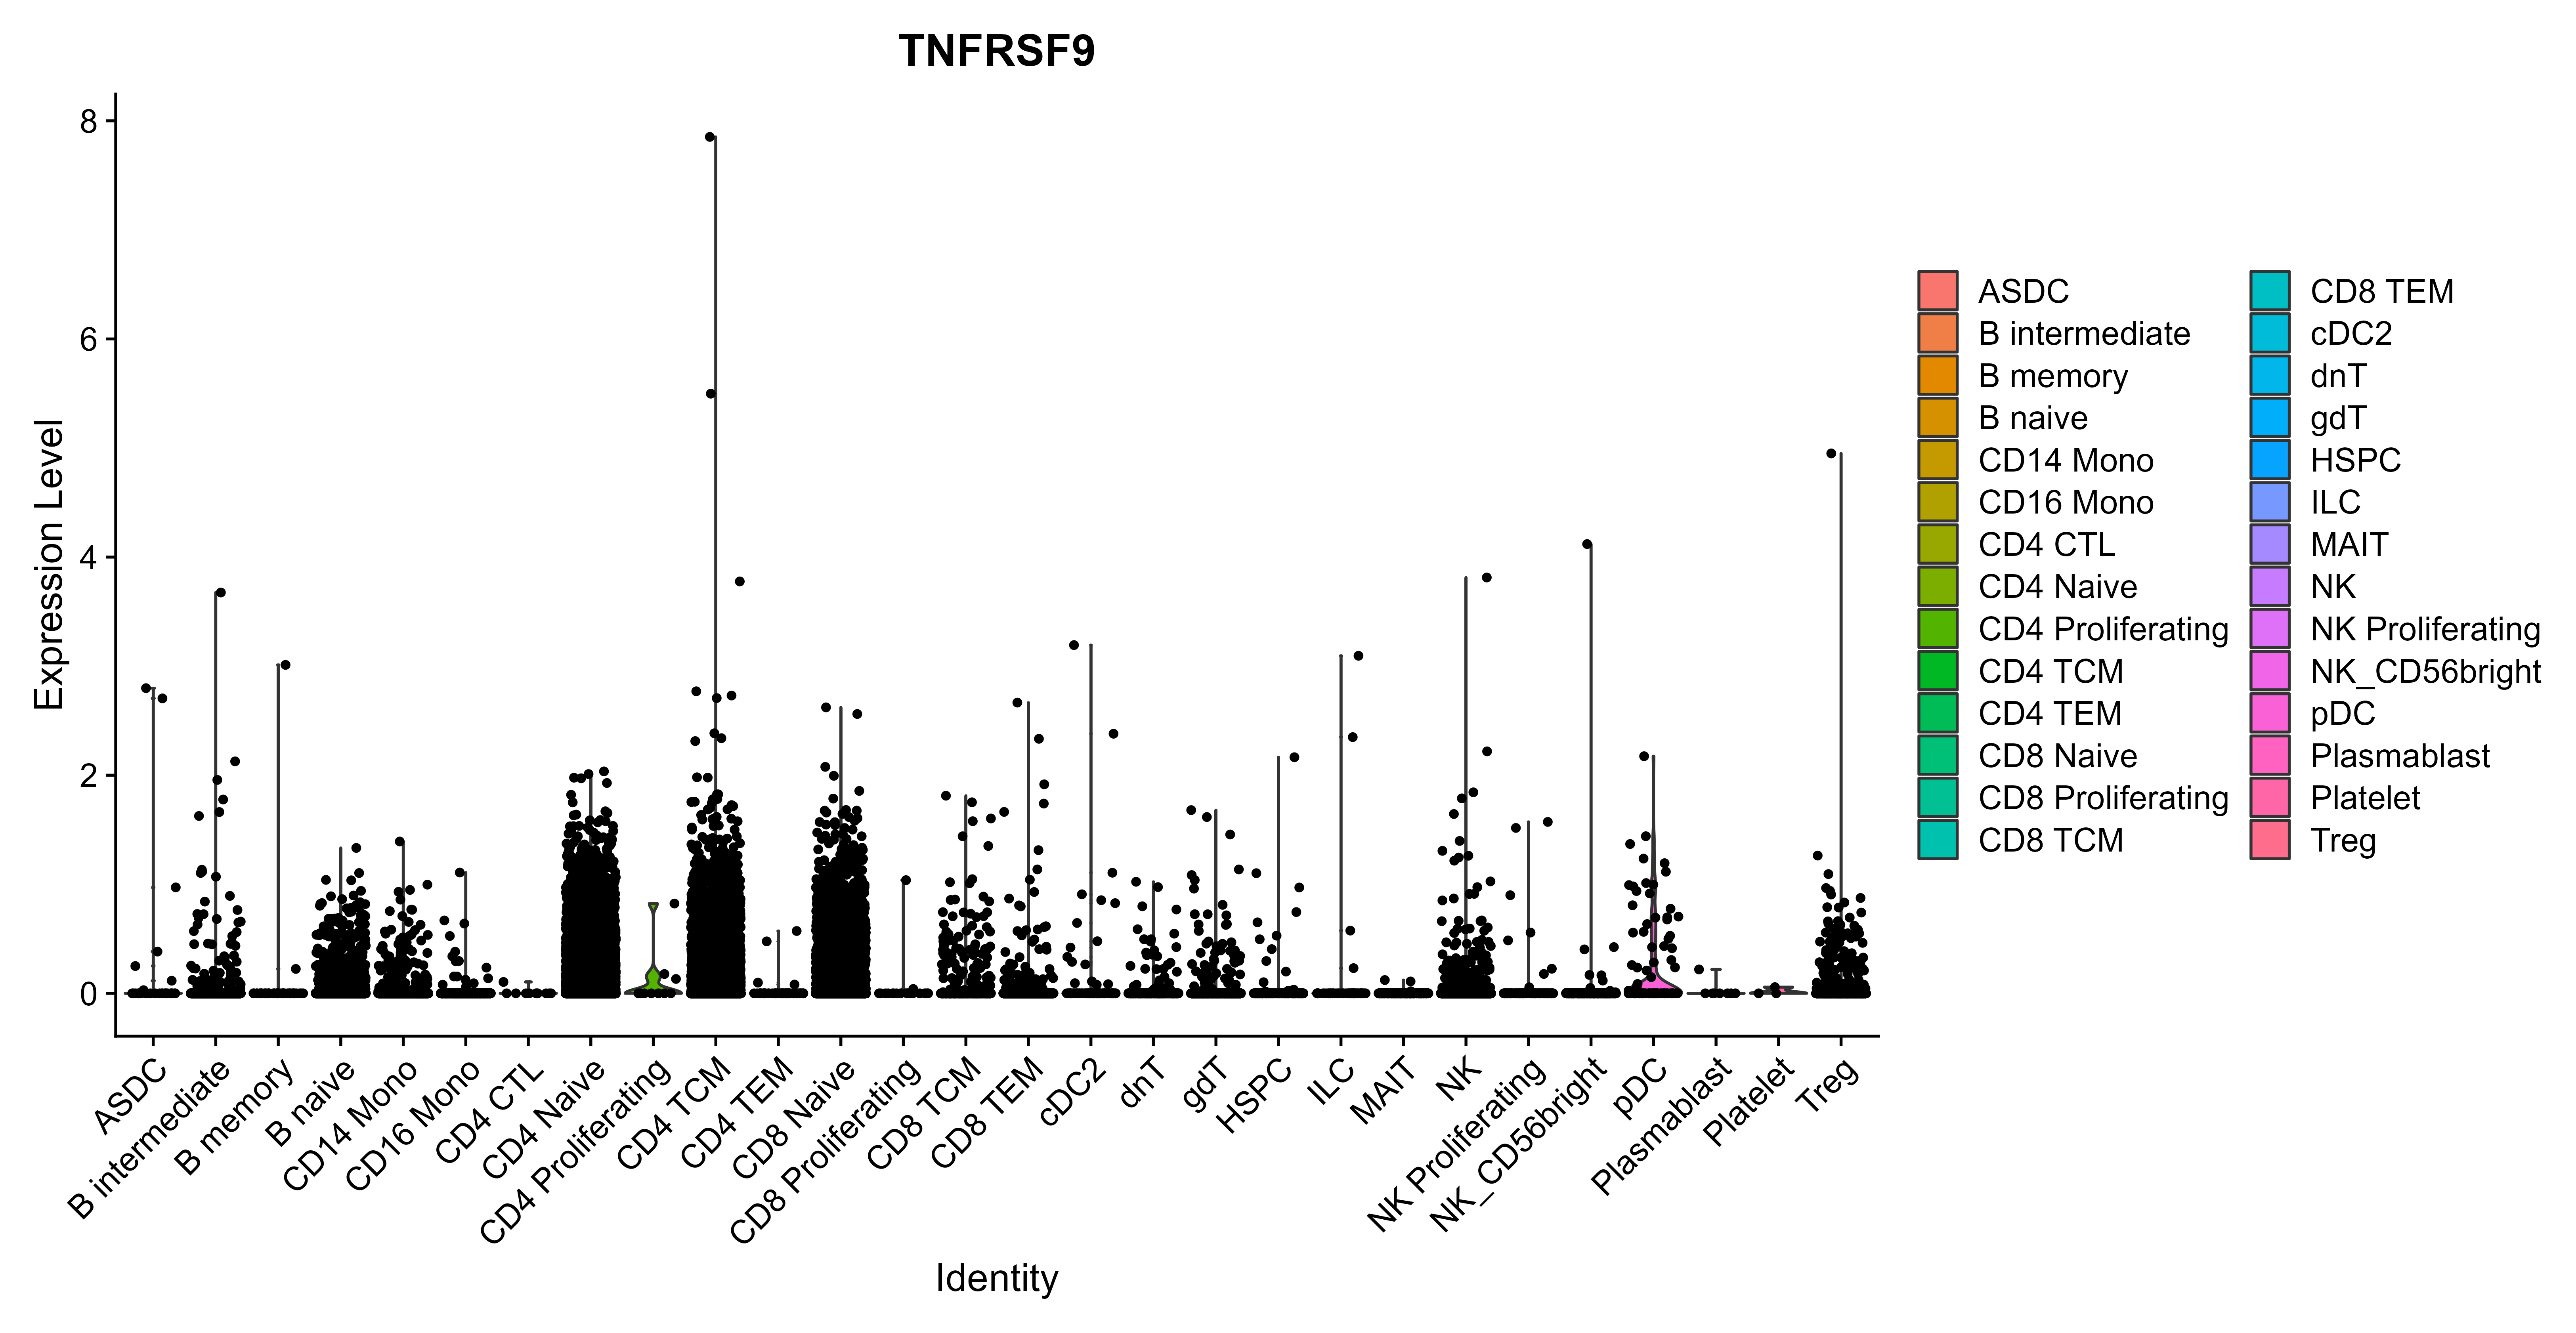 TNFRSF9
8
6
4
2
0
Expression Level
ASDC
B intermediate
B memory
B naive
CD14 Mono
CD16 Mono
CD4 CTL
CD4 Naive
CD4 Proliferating
CD4 TCM
CD4 TEM
CD8 Naive
CD8 Proliferating
CD8 TCM
CD8 TEM
cDC2
dnT
gdT
HSPC
ILC
MAIT
NK
NK Proliferating
NK_CD56bright
pDC
Plasmablast
Platelet
Treg
Identity
ASDC
B intermediate
B memory
B naive
CD14 Mono
CD16 Mono
CD4 CTL
CD4 Naive
CD4 Proliferating
CD4 TCM
CD4 TEM
CD8 Naive
CD8 Proliferating
CD8 TCM
CD8 TEM
cDC2
dnT
gdT
HSPC
ILC
MAIT
NK
NK Proliferating
NK_CD56bright
pDC
Plasmablast
Platelet
Treg